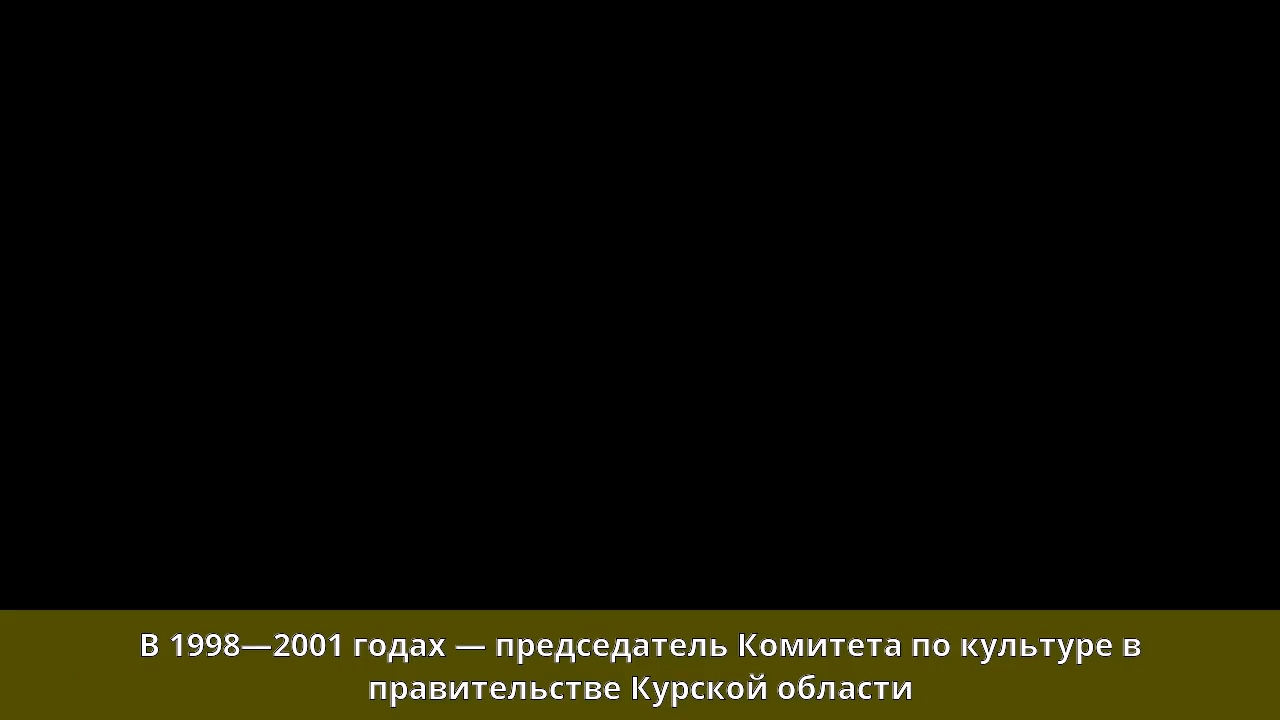 В 1998—2001 годах — председатель Комитета по культуре в
правительстве Курской области